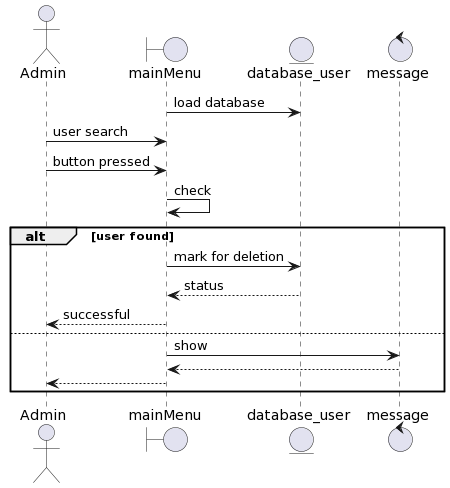 Admin mainMenu database_user message
load database
user search
button pressed
check
alt [user found]
mark for deletion
status
successful
show
Admin mainMenu database_user message